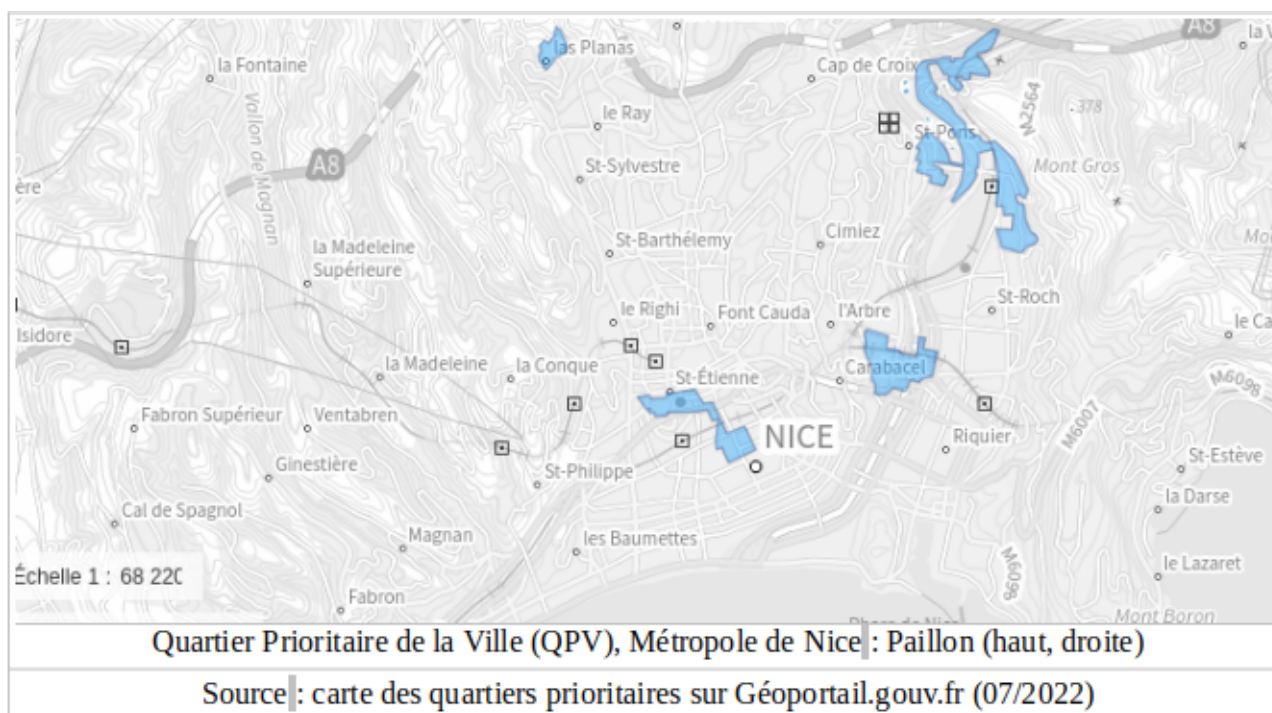 A8
la V
las Planas
la Fontaine
Cap de Croix
Vallon de Magnan
le Ray
M2564
378
St-Pons
A8
St-Sylvestre
Mont Gros
ère
St-Barthélemy
Cimiez
la Madeleine
Supérieure
Mo
le Righi
Font Cauda
l'Arbre
St-Roch
Isidore
le Ca
la Madeleine
la Conque
St-Étienne
Carabacel
M6098
Fabron Supérieur
Ventabren
NICE
Riquier
M6007
Ginestière
St-Philippe
St-Estève
Cal de Spagnol
la Darse
Magnan
les Baumettes
Échelle 1 : 68 220
le Lazaret
M6098
Fabron
Mont Boron
Quartier Prioritaire de la Ville (QPV), Métropole de Nice : Paillon (haut, droite)
Source : carte des quartiers prioritaires sur Géoportail.gouv.fr (07/2022)